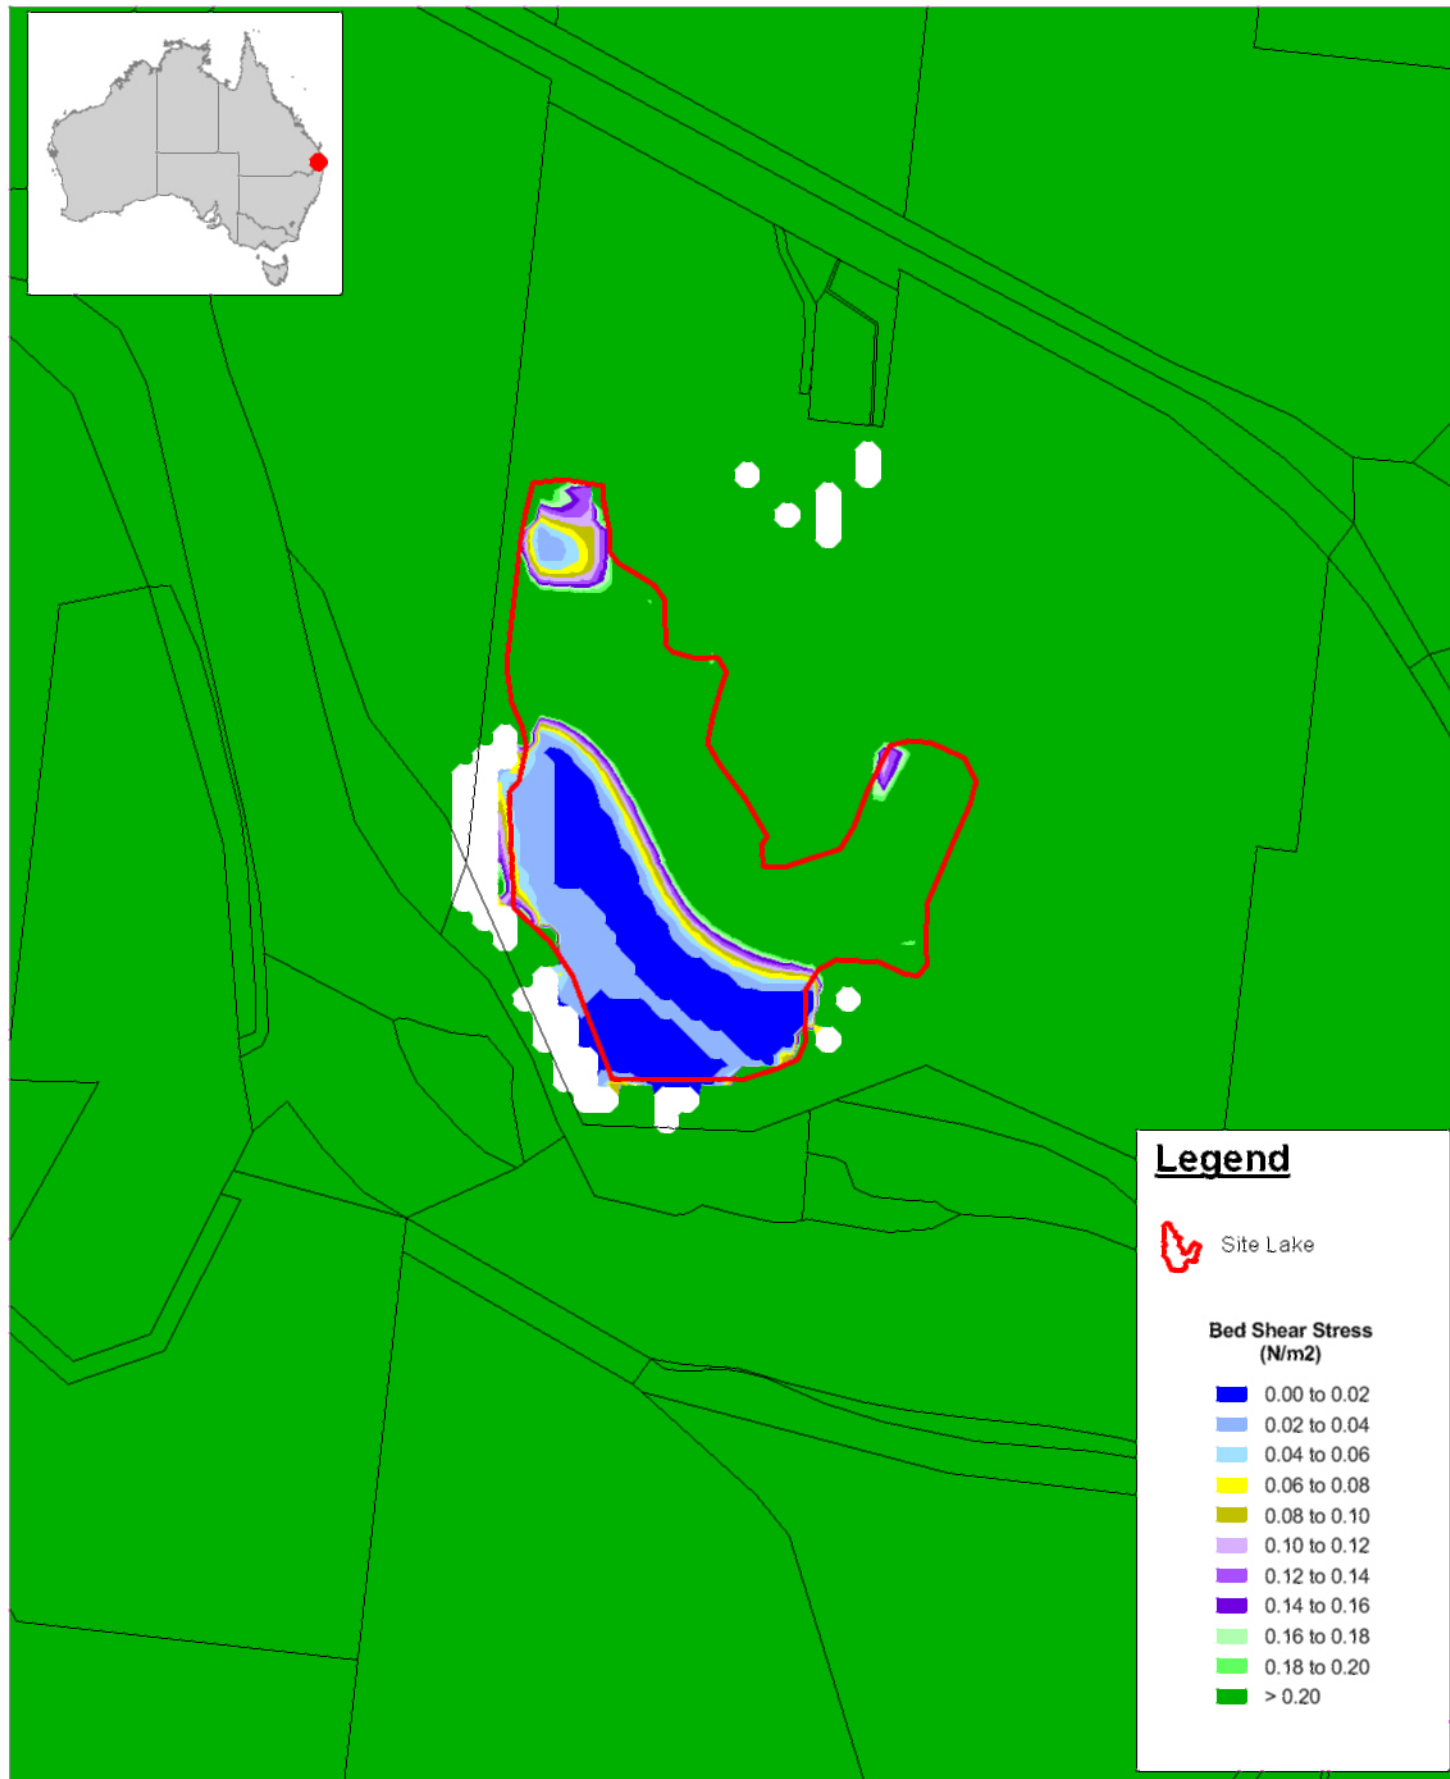 Legend
Site Lake
Bed Shear Stress
(N/m2)
0.00 to 0.02
0.02 to 0.04
0.04 to 0.06
0.06 to 0.08
0.08 to 0.10
0.10 to 0.12
0.12 to 0.14
0.14 to 0.16
0.16 to 0.18
0.18 to 0.20
> 0.20